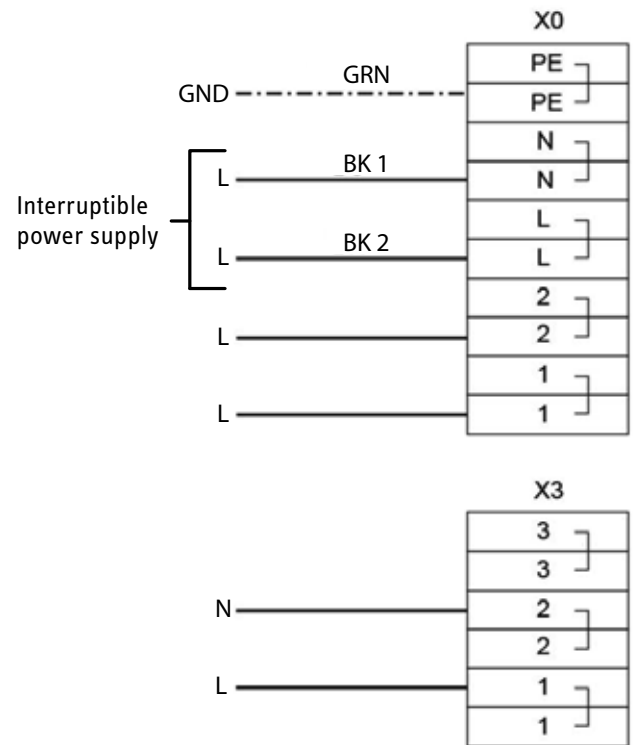 X0
PE
GND GRN PE
N
L BK 1 N
Interruptible
power supply
L
L BK 2 L
2
L 2
1
L 1
X3
3
3
N 2
2
L 1
1